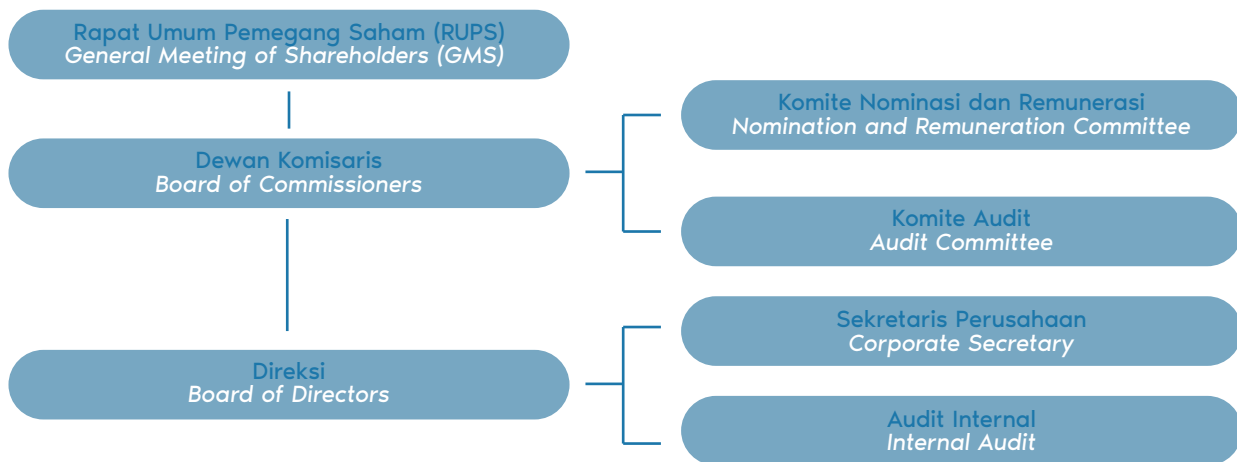 Rapat Umum Pemegang Saham (RUPS)
General Meeting of Shareholders (GMS)
Dewan Komisaris
Board of Commissioners
Komite Nominasi dan Remunerasi
Nomination and Remuneration Committee
Komite Audit
Audit Committee
Direksi
Board of Directors
Sekretaris Perusahaan
Corporate Secretary
Audit Internal
Internal Audit